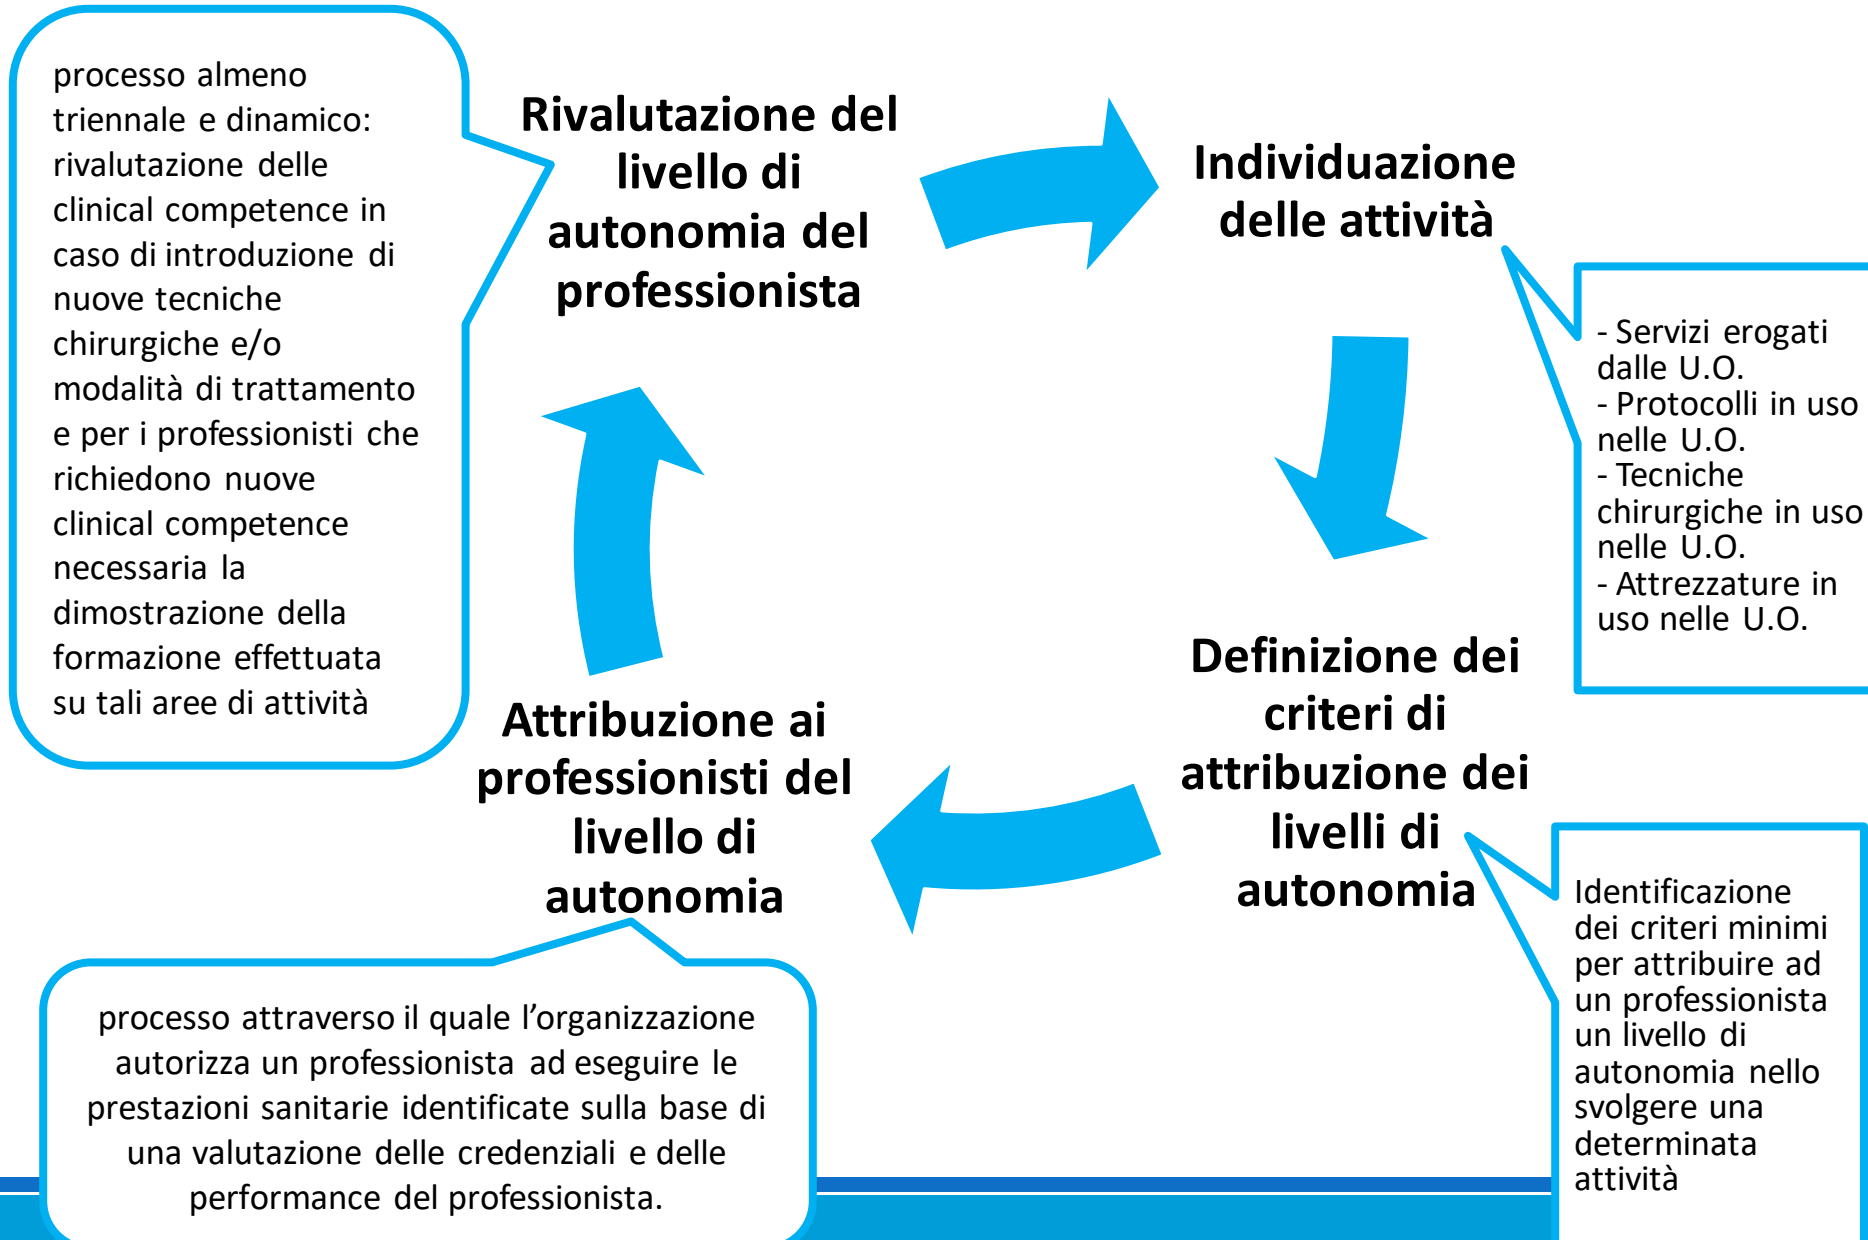 processo almeno
triennale e dinamico:
rivalutazione delle
clinical competence in
caso di introduzione di
nuove tecniche
chirurgiche e/o
modalità di trattamento
e per i professionisti che
richiedono nuove
clinical competence
necessaria la
dimostrazione della
formazione effettuata
su tali aree di attività
Rivalutazione del
livello di
autonomia del
professionista
Individuazione
delle attività
- Servizi erogati
dalle U.O.
- Protocolli in uso
nelle U.O.
- Tecniche
chirurgiche in uso
nelle U.O.
- Attrezzature in
uso nelle U.O.
Definizione dei
criteri di
attribuzione dei
livelli di
autonomia
Identificazione
dei criteri minimi
per attribuire ad
un professionista
un livello di
autonomia nello
svolgere una
determinata
attività
Attribuzione ai
professionisti del
livello di
autonomia
processo attraverso il quale l’organizzazione
autorizza un professionista ad eseguire le
prestazioni sanitarie identificate sulla base di
una valutazione delle credenziali e delle
performance del professionista.